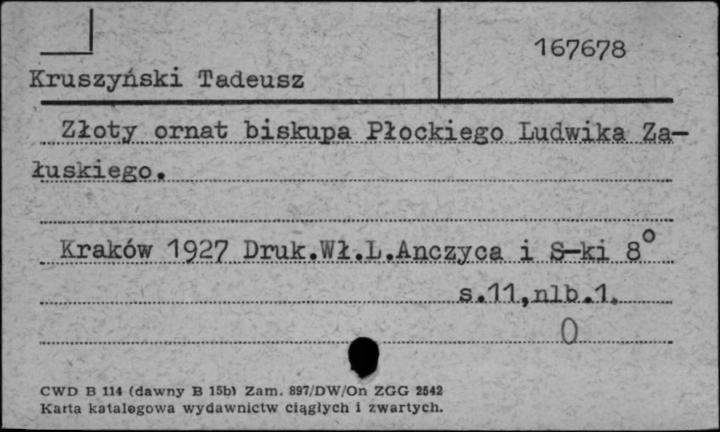 167678
Kruszyński Tadeusz
Złoty ornat biskupa Płockiego Ludwika Za-
łuskiego.
Kraków 1927 Druk.Wł.L.Anczyca i S-ki 8°
s.11,nlb.1.
0
CWD B 114 (dawny B 15b) Zam. 897/DW/On ZGG 2542
Karta katalogowa wydawnictw ciągłych i zwartych.